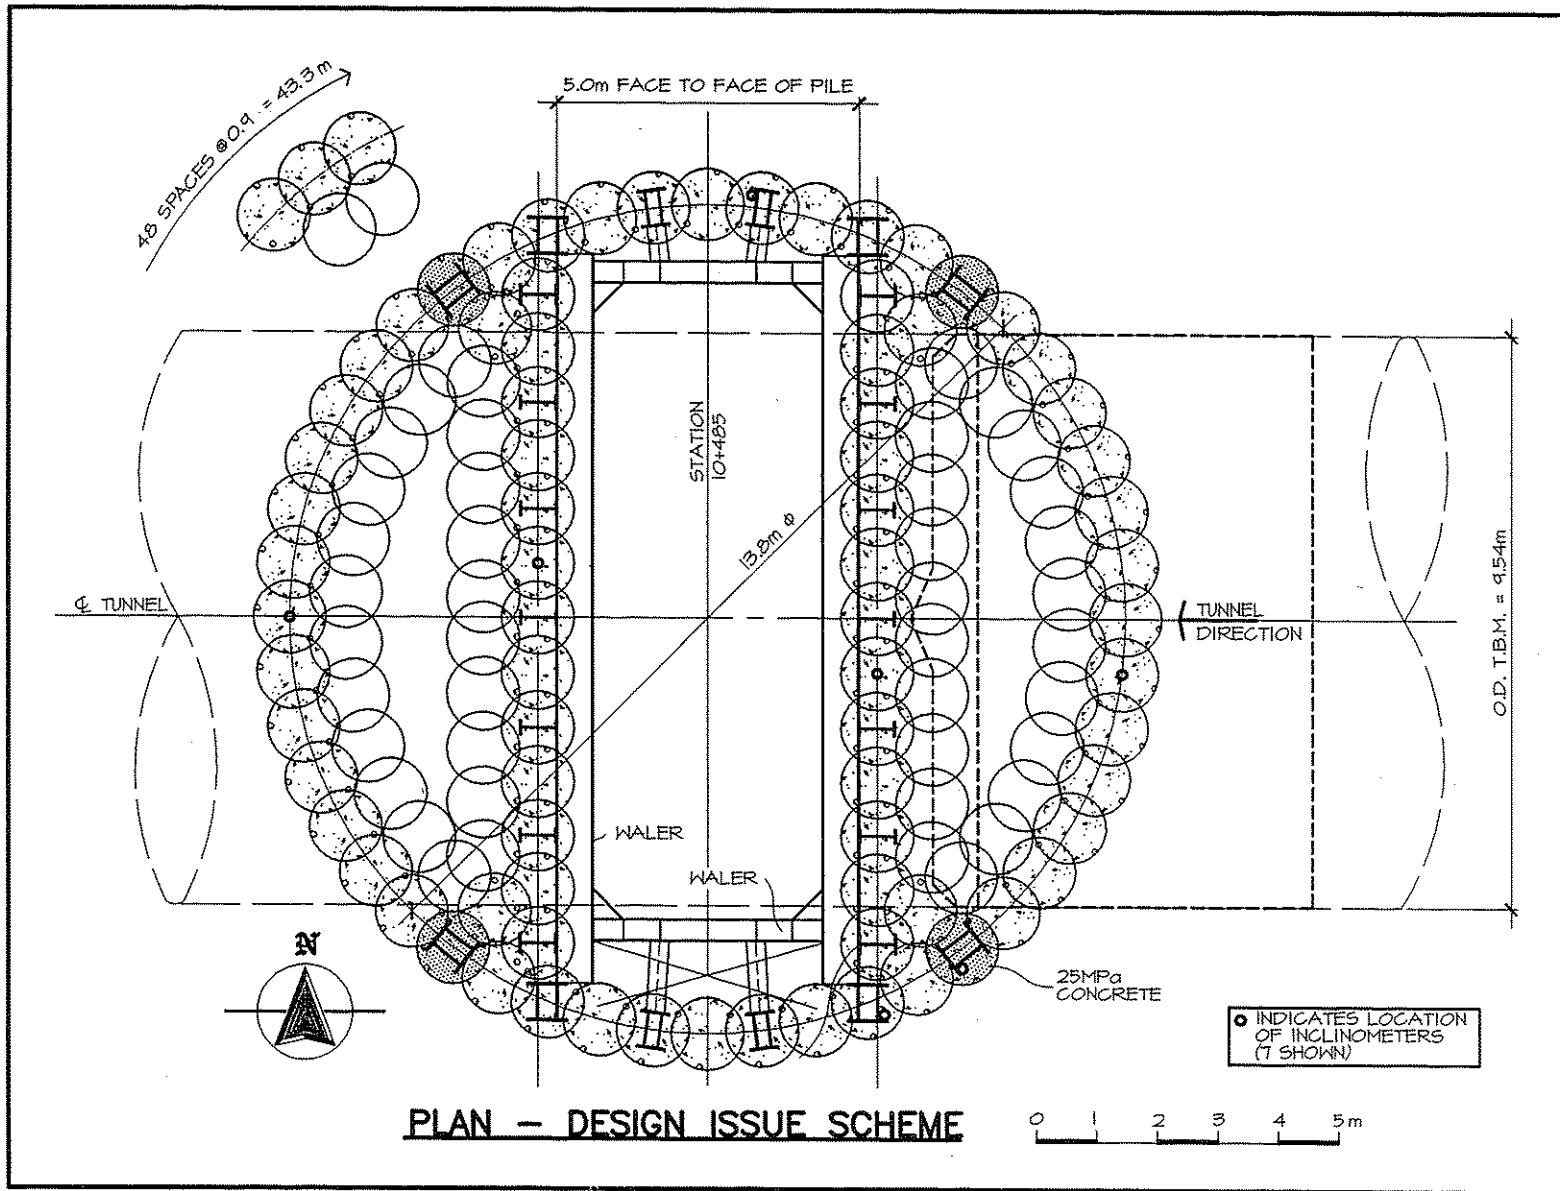 48 SPACES @ 0.9 = 43.3m
5.0m FACE TO FACE OF PILE
STATION
10+485
13.8m φ
℄ TUNNEL
TUNNEL
DIRECTION
O.D. T.B.M. = 9.54m
WALER
WALER
N
25MPa
CONCRETE
INDICATES LOCATION
OF INCLINOMETERS
(7 SHOWN)
PLAN – DESIGN ISSUE SCHEME
0 1 2 3 4 5m